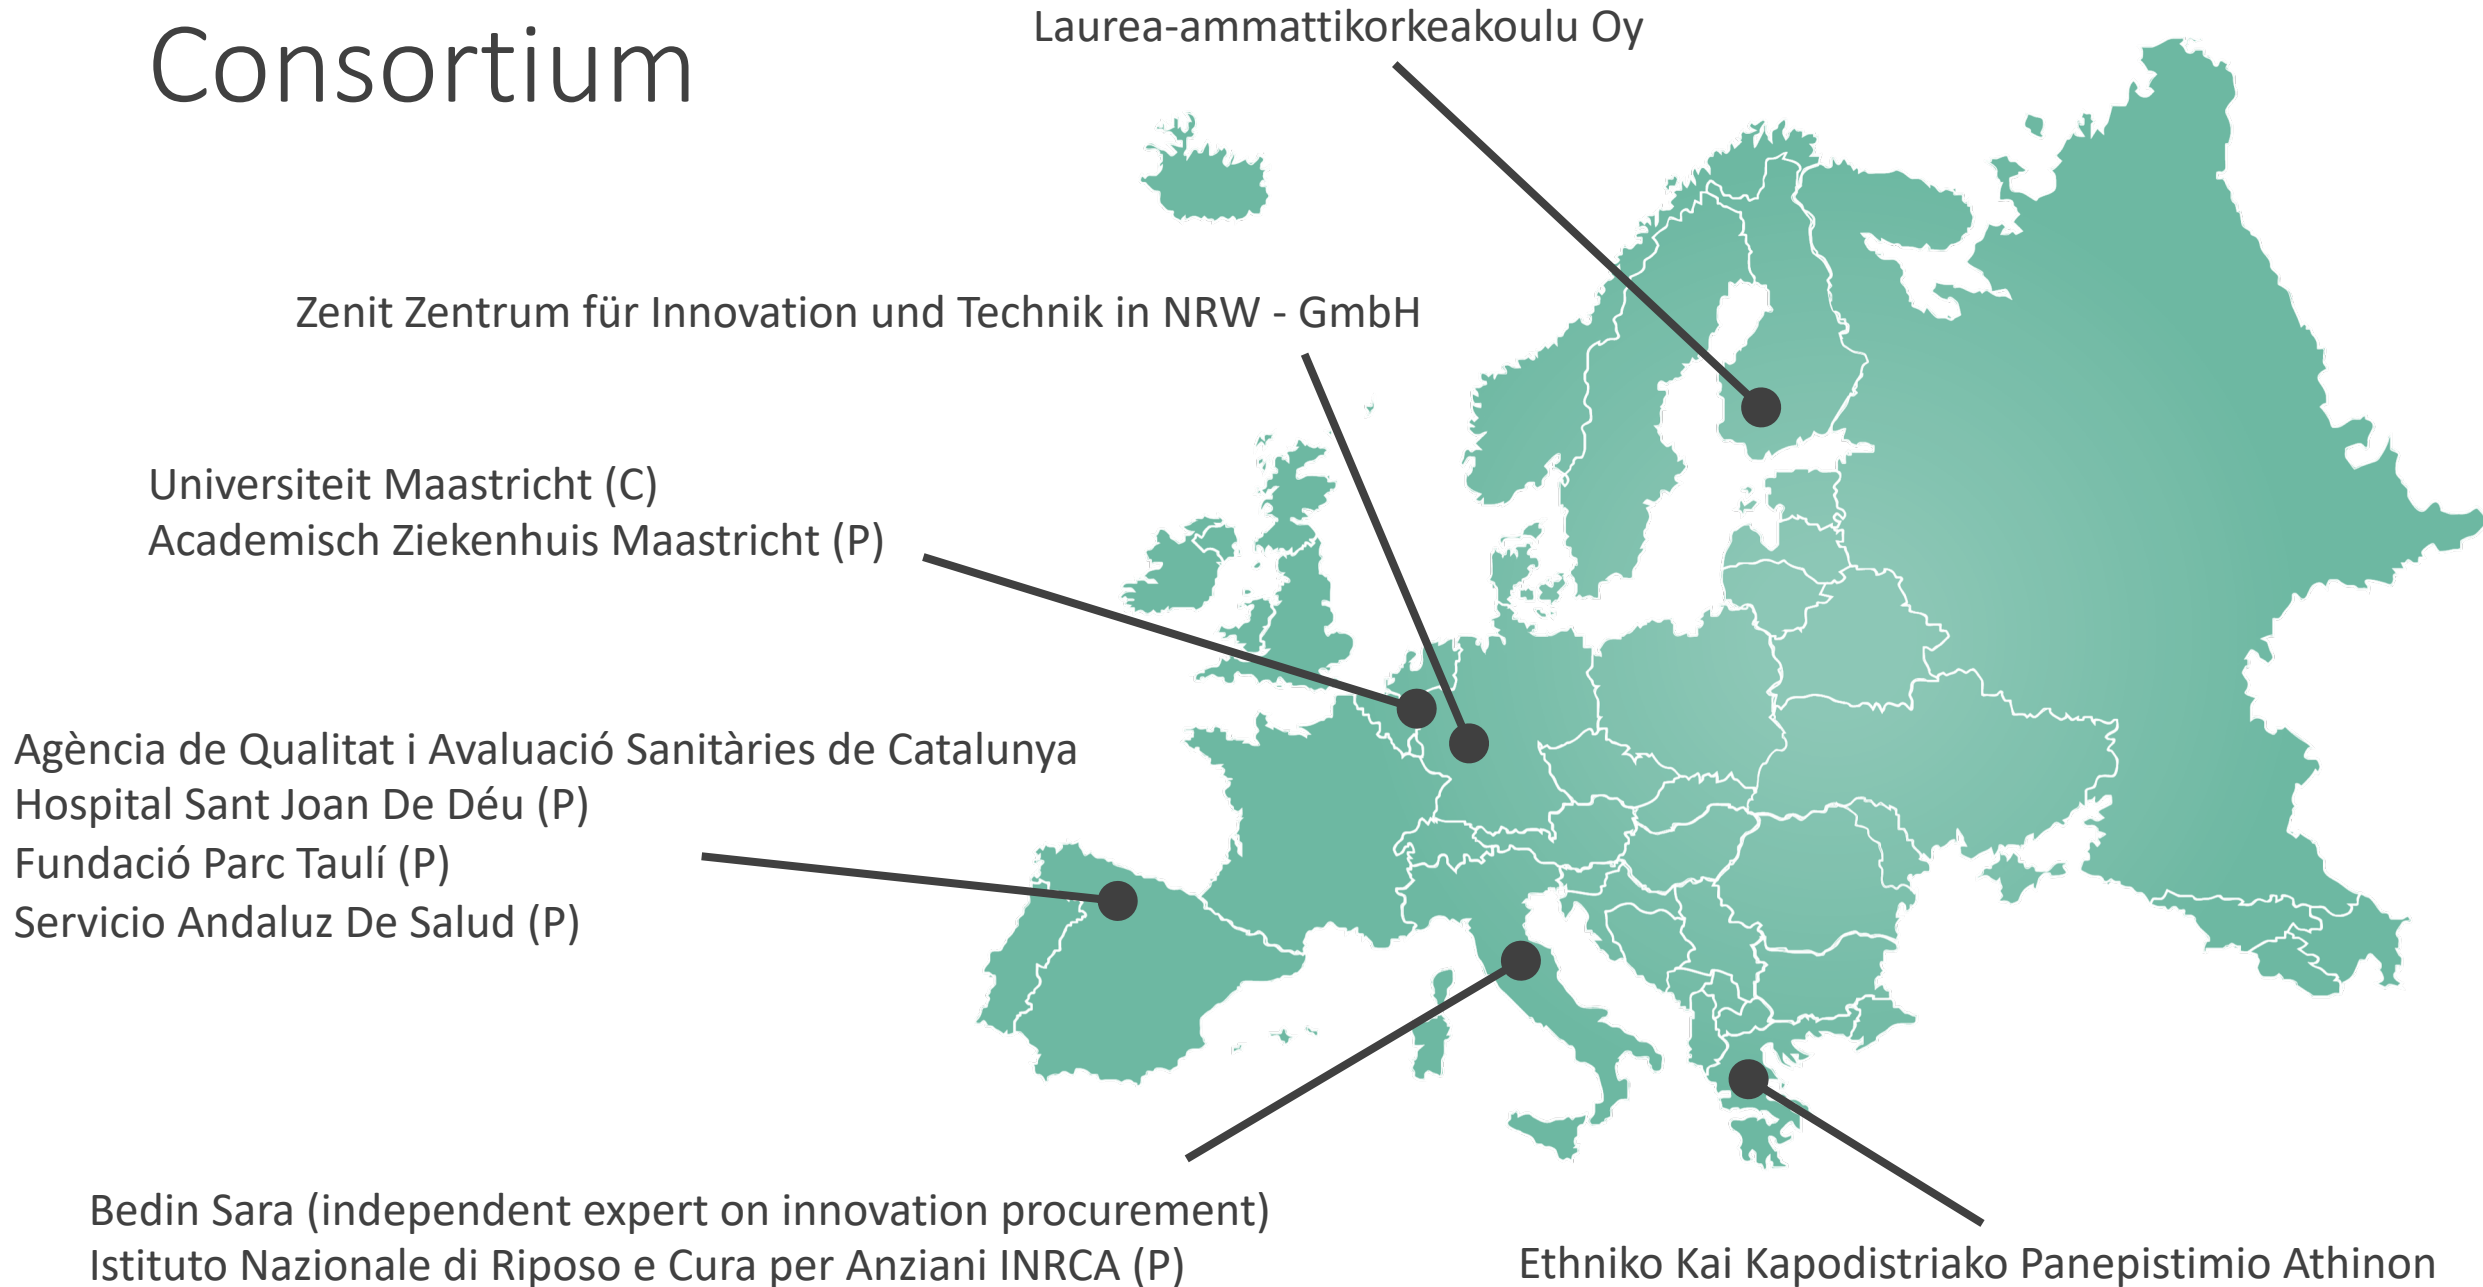 Consortium
Laurea-ammattikorkeakoulu Oy
Zenit Zentrum für Innovation und Technik in NRW - GmbH
Universiteit Maastricht (C)
Academisch Ziekenhuis Maastricht (P)
Agència de Qualitat i Avaluació Sanitàries de Catalunya
Hospital Sant Joan De Déu (P)
Fundació Parc Taulí (P)
Servicio Andaluz De Salud (P)
Bedin Sara (independent expert on innovation procurement)
Istituto Nazionale di Riposo e Cura per Anziani INRCA (P)
Ethniko Kai Kapodistriako Panepistimio Athinon